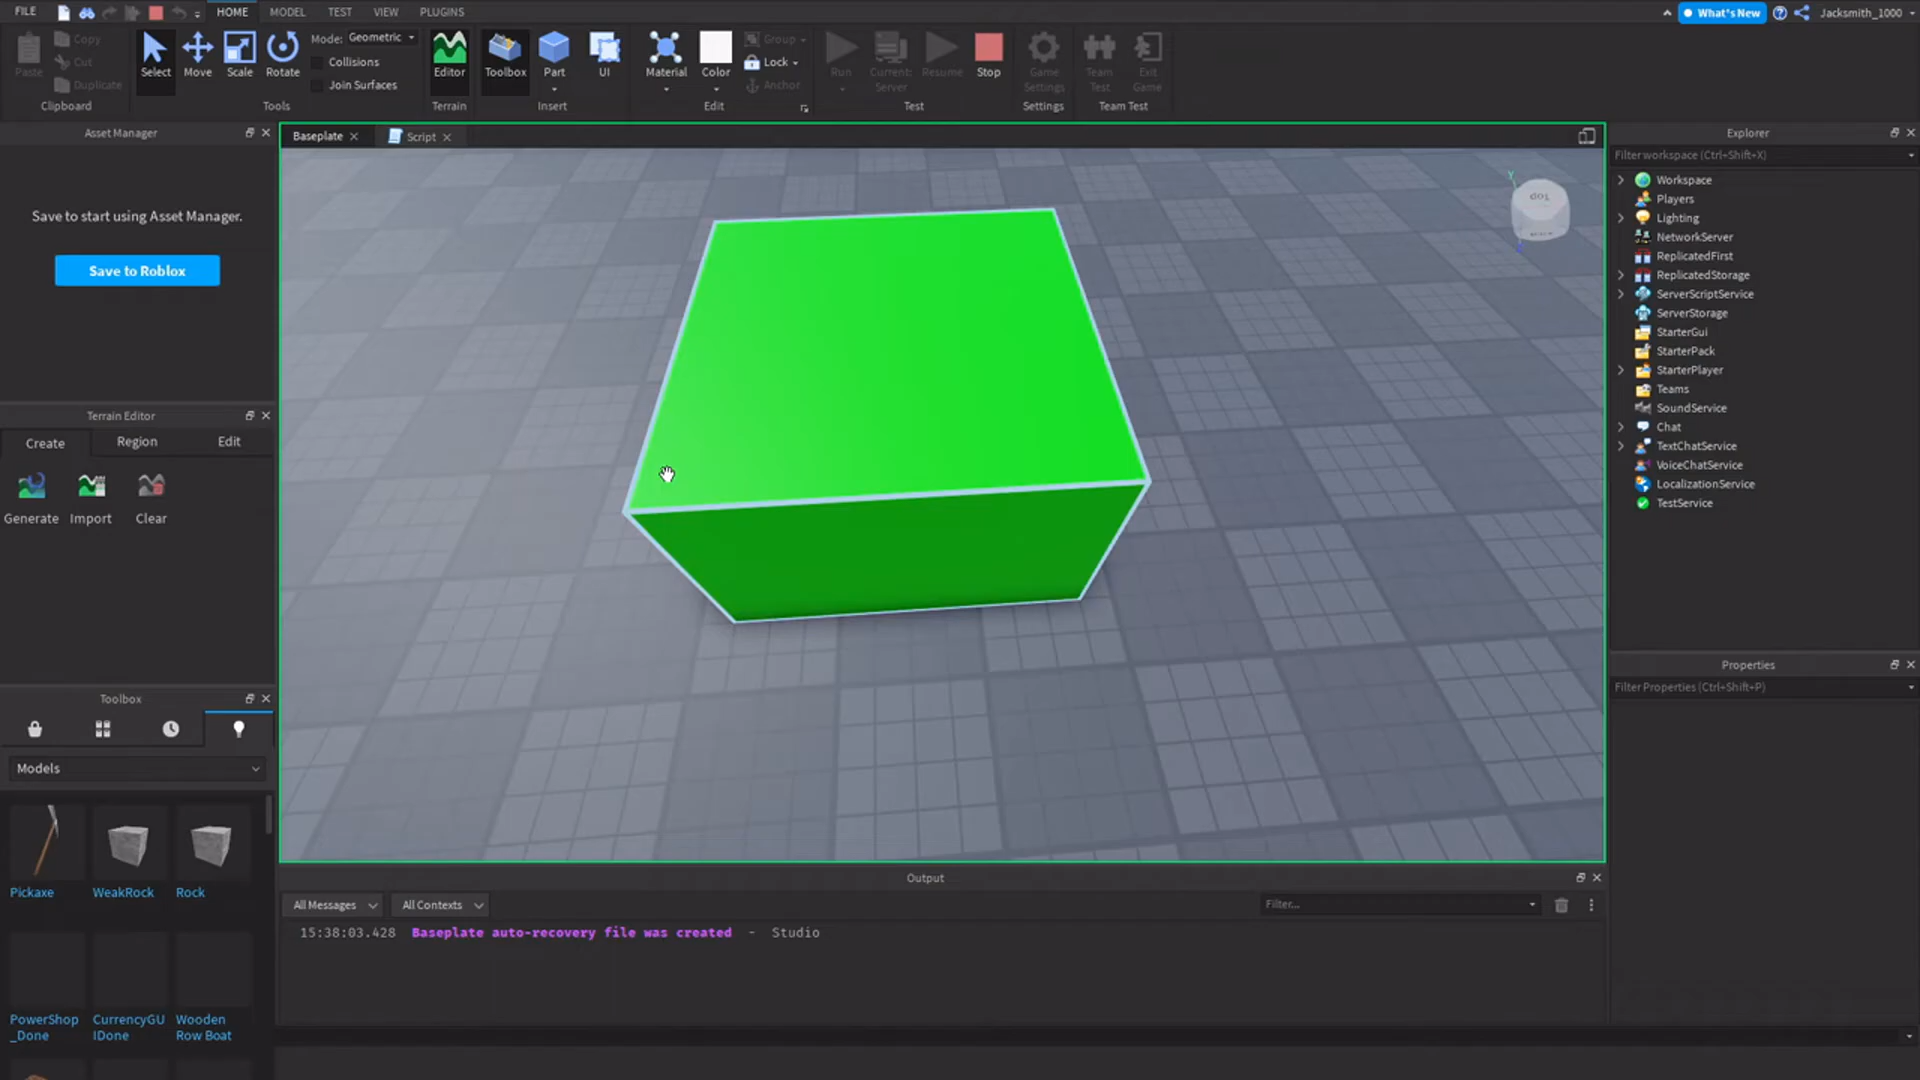 FILE HOME MODEL TEST VIEW PLUGINS What's New Jacksmith_1000
Paste Copy Cut Duplicate Clipboard
Select Move Scale Rotate Mode: Geometric Collisions Join Surfaces Tools
Editor Terrain
Toolbox Part UI Insert
Material Color Group Lock Anchor Edit
Run Current: Server Resume Stop Test
Game Settings Settings
Team Test Exit Game Team Test
Asset Manager
Save to start using Asset Manager.
Save to Roblox
Terrain Editor
Create Region Edit
Generate Import Clear
Toolbox
Models
Pickaxe WeakRock Rock
PowerShop_Done CurrencyGUIDone Wooden Row Boat
Baseplate Script
Y
TOP
Output
All Messages All Contexts Filter...
15:38:03.428 Baseplate auto-recovery file was created - Studio
Explorer
Filter workspace (Ctrl+Shift+X)
Workspace
Players
Lighting
NetworkServer
ReplicatedFirst
ReplicatedStorage
ServerScriptService
ServerStorage
StarterGui
StarterPack
StarterPlayer
Teams
SoundService
Chat
TextChatService
VoiceChatService
LocalizationService
TestService
Properties
Filter Properties (Ctrl+Shift+P)